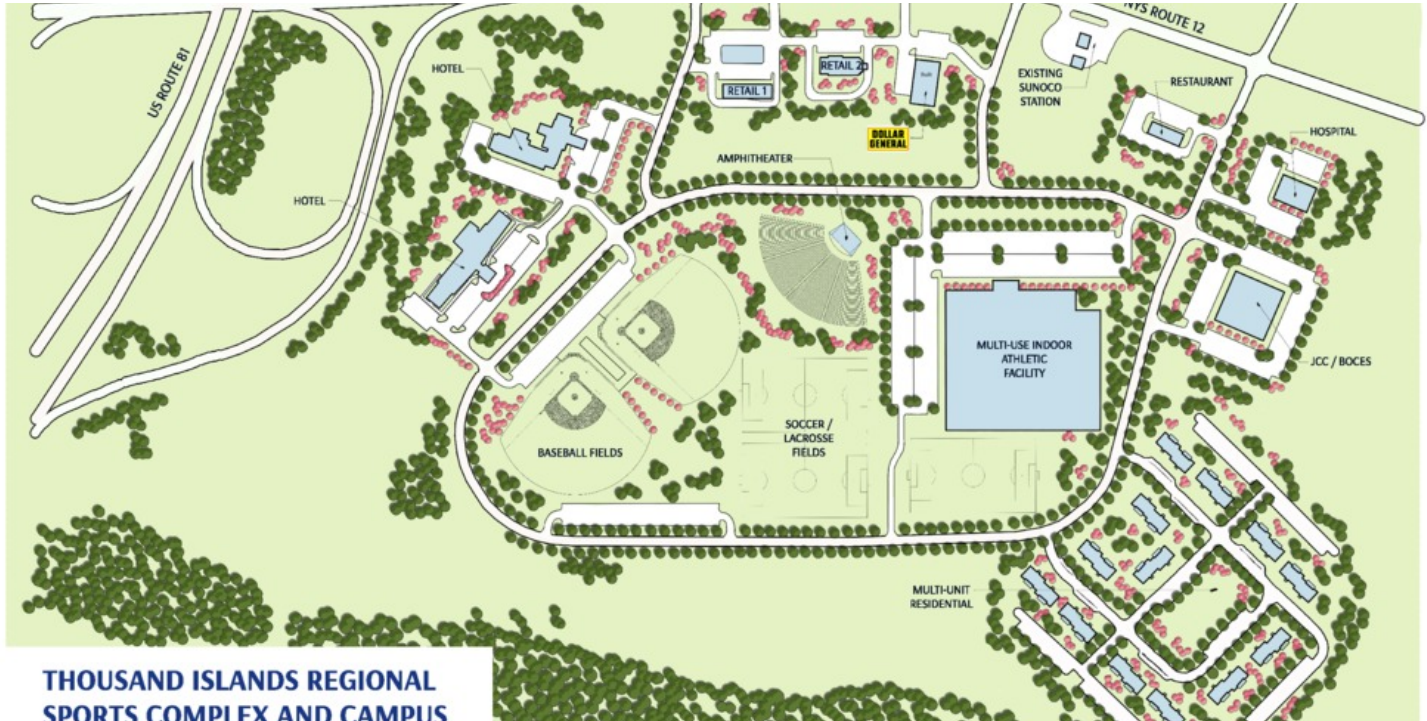 NYS ROUTE 12
US ROUTE 81
HOTEL
RETAIL 2
RETAIL 1
EXISTING
SUNOCO
STATION
RESTAURANT
DOLLAR
GENERAL
HOSPITAL
AMPHITHEATER
HOTEL
MULTI-USE INDOOR
ATHLETIC
FACILITY
JCC / BOCES
SOCCER /
LACROSSE
FIELDS
BASEBALL FIELDS
MULTI-UNIT
RESIDENTIAL
THOUSAND ISLANDS REGIONAL
SPORTS COMPLEX AND CAMPUS